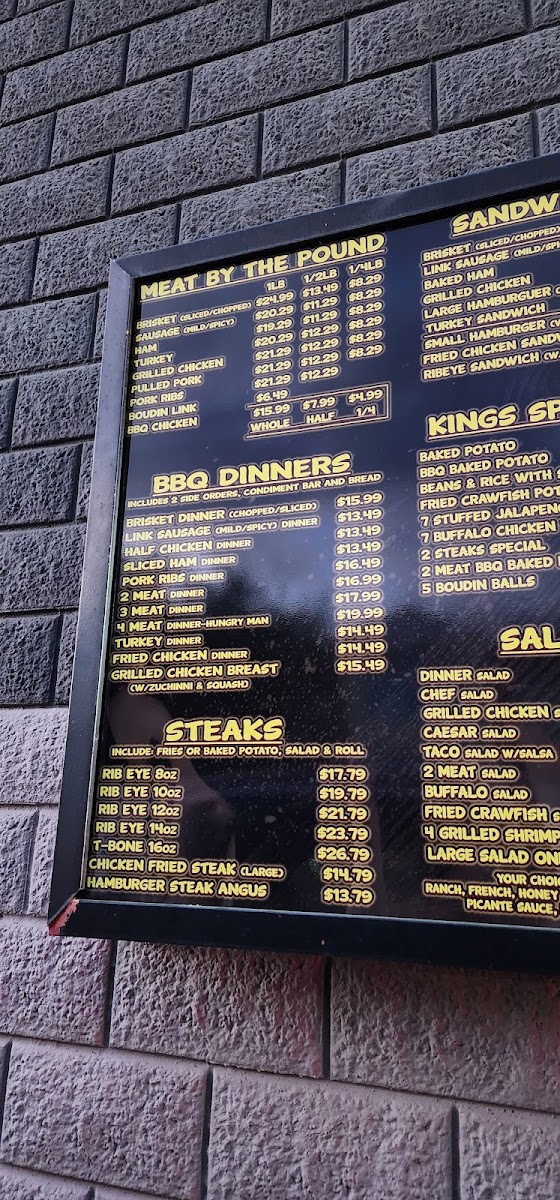 MEAT BY THE POUND
1LB 1/2LB 1/4LB
BRISKET (SLICED/CHOPPED) $24.99 $13.49 $8.29
SAUSAGE (MILD/SPICY) $20.29 $11.29 $8.29
HAM $19.29 $11.29 $8.29
TURKEY $20.29 $11.29 $8.29
GRILLED CHICKEN $21.29 $12.29 $8.29
PULLED PORK $21.29 $12.29 $8.29
PORK RIBS $21.29 $12.29
BOUDIN LINK $6.49
BBQ CHICKEN $15.99 $7.99 $4.99
WHOLE HALF 1/4
BBQ DINNERS
INCLUDES 2 SIDE ORDERS, CONDIMENT BAR AND BREAD
BRISKET DINNER (CHOPPED/SLICED) $15.99
LINK SAUSAGE (MILD/SPICY) DINNER $13.49
HALF CHICKEN DINNER $13.49
SLICED HAM DINNER $13.49
PORK RIBS DINNER $16.49
2 MEAT DINNER $16.99
3 MEAT DINNER $17.99
4 MEAT DINNER-HUNGRY MAN $19.99
TURKEY DINNER $14.49
FRIED CHICKEN DINNER $14.49
GRILLED CHICKEN BREAST $15.49
(W/ZUCHINNI & SQUASH)
STEAKS
INCLUDE: FRIES OR BAKED POTATO, SALAD & ROLL
RIB EYE 8OZ $17.79
RIB EYE 10OZ $19.79
RIB EYE 12OZ $21.79
RIB EYE 14OZ $23.79
T-BONE 16OZ $26.79
CHICKEN FRIED STEAK (LARGE) $14.79
HAMBURGER STEAK ANGUS $13.79
SANDW
BRISKET (SLICED/CHOPPED)
LINK SAUSAGE (MILD/SPI
BAKED HAM
GRILLED CHICKEN
LARGE HAMBURGUER
TURKEY SANDWICH
SMALL HAMBURGER
FRIED CHICKEN SANDW
RIBEYE SANDWICH (W
KINGS SP
BAKED POTATO
BBQ BAKED POTATO
BEANS & RICE WITH
FRIED CRAWFISH PO
7 STUFFED JALAPENO
7 BUFFALO CHICKEN
2 STEAKS SPECIAL
2 MEAT BBQ BAKED
5 BOUDIN BALLS
SAL
DINNER SALAD
CHEF SALAD
GRILLED CHICKEN
CAESAR SALAD
TACO SALAD W/SALSA
2 MEAT SALAD
BUFFALO SALAD
FRIED CRAWFISH
4 GRILLED SHRIMP
LARGE SALAD ON
YOUR CHOI
RANCH, FRENCH, HONEY
PICANTE SAUCE,